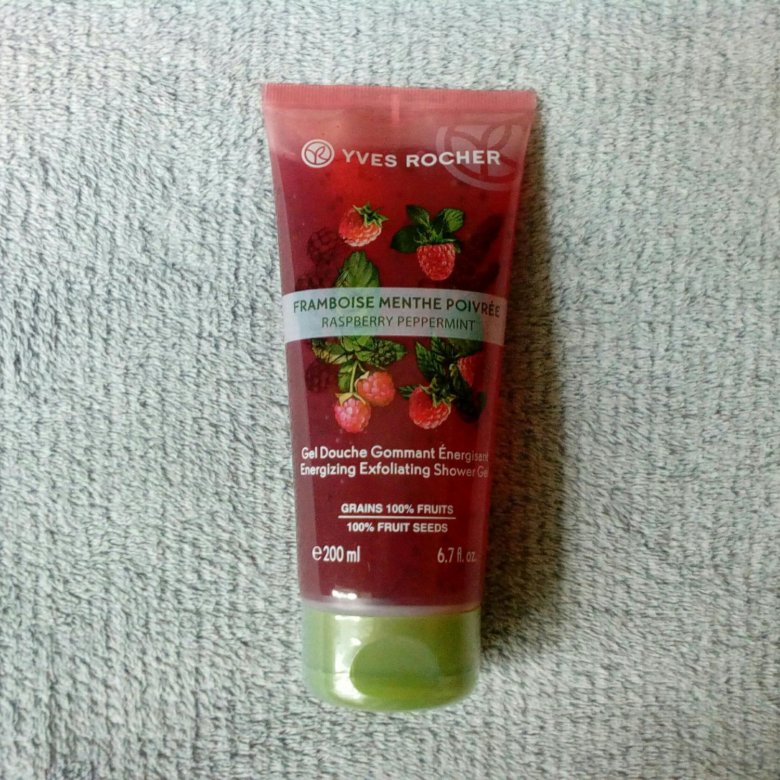 YVES ROCHER
FRAMBOISE MENTHE POIVRÉE
RASPBERRY PEPPERMINT
Gel Douche Gommant Énergisant
Energizing Exfoliating Shower Gel
GRAINS 100% FRUITS
100% FRUIT SEEDS
e 200 ml 6.7 fl. oz.